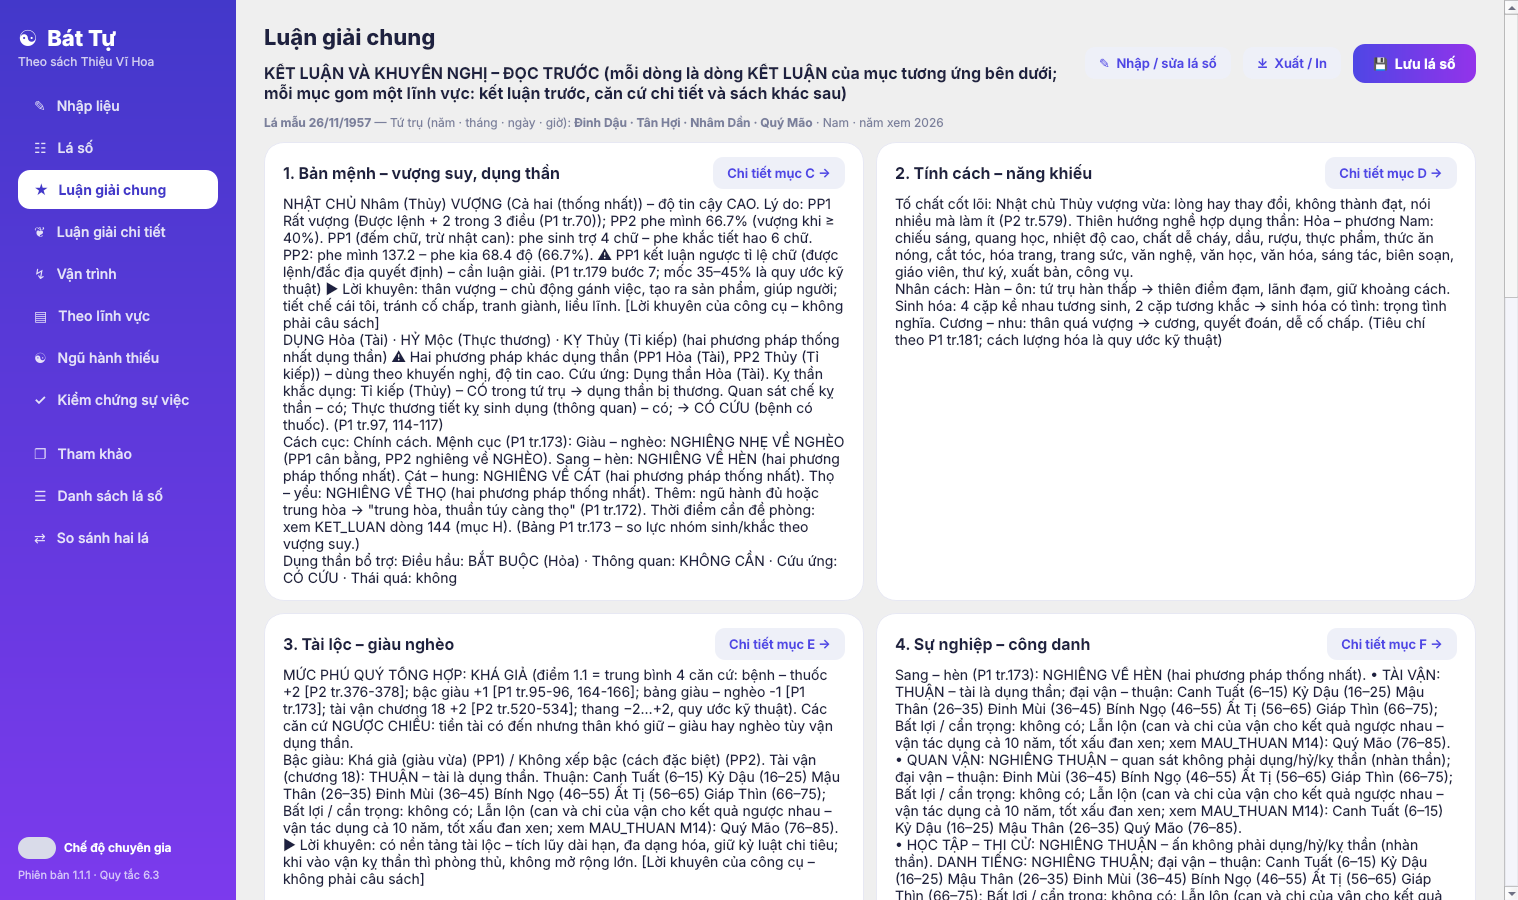 ☯ Bát Tự
Theo sách Thiệu Vĩ Hoa
✎ Nhập liệu
☷ Lá số
★ Luận giải chung
❦ Luận giải chi tiết
↯ Vận trình
▤ Theo lĩnh vực
☯ Ngũ hành thiếu
✓ Kiểm chứng sự việc
❐ Tham khảo
☰ Danh sách lá số
⇄ So sánh hai lá
Chế độ chuyên gia
Phiên bản 1.1.1 · Quy tắc 6.3
Luận giải chung
KẾT LUẬN VÀ KHUYẾN NGHỊ – ĐỌC TRƯỚC (mỗi dòng là dòng KẾT LUẬN của mục tương ứng bên dưới;
mỗi mục gom một lĩnh vực: kết luận trước, căn cứ chi tiết và sách khác sau)
Lá mẫu 26/11/1957 — Tứ trụ (năm · tháng · ngày · giờ): Đinh Dậu · Tân Hợi · Nhâm Dần · Quý Mão · Nam · năm xem 2026
✎ Nhập / sửa lá số
Xuất / In
💾 Lưu lá số
1. Bản mệnh – vượng suy, dụng thần
Chi tiết mục C →
NHẬT CHỦ Nhâm (Thủy) VƯỢNG (Cả hai (thống nhất)) – độ tin cậy CAO. Lý do: PP1
Rất vượng (Được lệnh + 2 trong 3 điều (P1 tr.70)); PP2 phe mình 66.7% (vượng khi ≥
40%). PP1 (đếm chữ, trừ nhật can): phe sinh trợ 4 chữ – phe khắc tiết hao 6 chữ.
PP2: phe mình 137.2 – phe kia 68.4 độ (66.7%). ⚠ PP1 kết luận ngược tỉ lệ chữ (được
lệnh/đắc địa quyết định) – cần luận giải. (P1 tr.179 bước 7; mốc 35–45% là quy ước kỹ
thuật) ▶ Lời khuyên: thân vượng – chủ động gánh việc, tạo ra sản phẩm, giúp người;
tiết chế cái tôi, tránh cố chấp, tranh giành, liều lĩnh. [Lời khuyên của công cụ – không
phải câu sách]
DỤNG Hỏa (Tài) · HỶ Mộc (Thực thương) · KỴ Thủy (Tỉ kiếp) (hai phương pháp thống
nhất dụng thần) ⚠ Hai phương pháp khác dụng thần (PP1 Hỏa (Tài), PP2 Thủy (Tỉ
kiếp)) – dùng theo khuyến nghị, độ tin cao. Cứu ứng: Dụng thần Hỏa (Tài). Kỵ thần
khắc dụng: Tỉ kiếp (Thủy) – CÓ trong tứ trụ → dụng thần bị thương. Quan sát chế kỵ
thần – có; Thực thương tiết kỵ sinh dụng (thông quan) – có; → CÓ CỨU (bệnh có
thuốc). (P1 tr.97, 114-117)
Cách cục: Chính cách. Mệnh cục (P1 tr.173): Giàu – nghèo: NGHIÊNG NHẸ VỀ NGHÈO
(PP1 cân bằng, PP2 nghiêng về NGHÈO). Sang – hèn: NGHIÊNG VỀ HÈN (hai phương
pháp thống nhất). Cát – hung: NGHIÊNG VỀ CÁT (hai phương pháp thống nhất). Thọ
– yểu: NGHIÊNG VỀ THỌ (hai phương pháp thống nhất). Thêm: ngũ hành đủ hoặc
trung hòa → "trung hòa, thuần túy càng thọ" (P1 tr.172). Thời điểm cần đề phòng:
xem KET_LUAN dòng 144 (mục H). (Bảng P1 tr.173 – so lực nhóm sinh/khắc theo
vượng suy.)
Dụng thần bổ trợ: Điều hầu: BẮT BUỘC (Hỏa) · Thông quan: KHÔNG CẦN · Cứu ứng:
CÓ CỨU · Thái quá: không
2. Tính cách – năng khiếu
Chi tiết mục D →
Tố chất cốt lõi: Nhật chủ Thủy vượng vừa: lòng hay thay đổi, không thành đạt, nói
nhiều mà làm ít (P2 tr.579). Thiên hướng nghề hợp dụng thần: Hỏa – phương Nam:
chiếu sáng, quang học, nhiệt độ cao, chất dễ cháy, dầu, rượu, thực phẩm, thức ăn
nóng, cắt tóc, hóa trang, trang sức, văn nghệ, văn học, văn hóa, sáng tác, biên soạn,
giáo viên, thư ký, xuất bản, công vụ.
Nhân cách: Hàn – ôn: tứ trụ hàn thấp → thiên điềm đạm, lãnh đạm, giữ khoảng cách.
Sinh hóa: 4 cặp kề nhau tương sinh, 2 cặp tương khắc → sinh hóa có tình: trọng tình
nghĩa. Cương – nhu: thân quá vượng → cương, quyết đoán, dễ cố chấp. (Tiêu chí
theo P1 tr.181; cách lượng hóa là quy ước kỹ thuật)
3. Tài lộc – giàu nghèo
Chi tiết mục E →
MỨC PHÚ QUÝ TỔNG HỢP: KHÁ GIẢ (điểm 1.1 = trung bình 4 căn cứ: bệnh – thuốc
+2 [P2 tr.376-378]; bậc giàu +1 [P1 tr.95-96, 164-166]; bảng giàu – nghèo -1 [P1
tr.173]; tài vận chương 18 +2 [P2 tr.520-534]; thang −2…+2, quy ước kỹ thuật). Các
căn cứ NGƯỢC CHIỀU: tiền tài có đến nhưng thân khó giữ – giàu hay nghèo tùy vận
dụng thần.
Bậc giàu: Khá giả (giàu vừa) (PP1) / Không xếp bậc (cách đặc biệt) (PP2). Tài vận
(chương 18): THUẬN – tài là dụng thần. Thuận: Canh Tuất (6–15) Kỷ Dậu (16–25) Mậu
Thân (26–35) Đinh Mùi (36–45) Bính Ngọ (46–55) Ất Tị (56–65) Giáp Thìn (66–75);
Bất lợi / cần trọng: không có; Lẫn lộn (can và chi của vận cho kết quả ngược nhau –
vận tác dụng cả 10 năm, tốt xấu đan xen; xem MAU_THUAN M14): Quý Mão (76–85).
▶ Lời khuyên: có nền tảng tài lộc – tích lũy dài hạn, đa dạng hóa, giữ kỷ luật chi tiêu;
khi vào vận kỵ thần thì phòng thủ, không mở rộng lớn. [Lời khuyên của công cụ –
không phải câu sách]
4. Sự nghiệp – công danh
Chi tiết mục F →
Sang – hèn (P1 tr.173): NGHIÊNG VỀ HÈN (hai phương pháp thống nhất). • TÀI VẬN:
THUẬN – tài là dụng thần; đại vận – thuận: Canh Tuất (6–15) Kỷ Dậu (16–25) Mậu
Thân (26–35) Đinh Mùi (36–45) Bính Ngọ (46–55) Ất Tị (56–65) Giáp Thìn (66–75);
Bất lợi / cẩn trọng: không có; Lẫn lộn (can và chi của vận cho kết quả ngược nhau –
vận tác dụng cả 10 năm, tốt xấu đan xen; xem MAU_THUAN M14): Quý Mão (76–85).
• QUAN VẬN: NGHIÊNG THUẬN – quan sát không phải dụng/hỷ/kỵ thần (nhàn thần);
đại vận – thuận: Đinh Mùi (36–45) Bính Ngọ (46–55) Ất Tị (56–65) Giáp Thìn (66–75);
Bất lợi / cẩn trọng: không có; Lẫn lộn (can và chi của vận cho kết quả ngược nhau –
vận tác dụng cả 10 năm, tốt xấu đan xen; xem MAU_THUAN M14): Canh Tuất (6–15)
Kỷ Dậu (16–25) Mậu Thân (26–35) Quý Mão (76–85).
• HỌC TẬP – THI CỬ: NGHIÊNG THUẬN – ấn không phải dụng/hỷ/kỵ thần (nhàn
thần). DANH TIẾNG: NGHIÊNG THUẬN; đại vận – thuận: Canh Tuất (6–15) Kỷ Dậu
(16–25) Mậu Thân (26–35) Đinh Mùi (36–45) Bính Ngọ (46–55) Ất Tị (56–65) Giáp
Thìn (66–75); Bất lợi / cẩn trọng: không có; Lẫn lộn (can và chi của vận cho kết quả